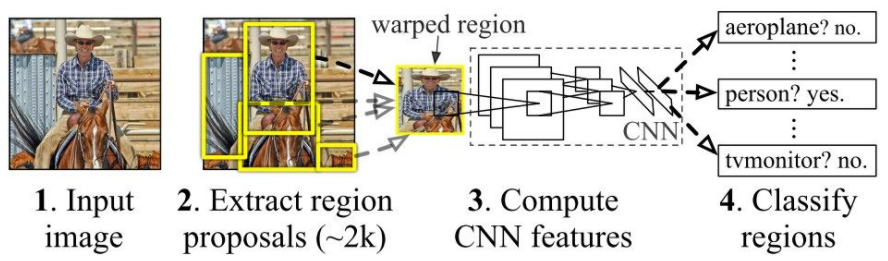 warped region
aeroplane? no.
⋮
person? yes.
⋮
tvmonitor? no.
CNN
1. Input
image
2. Extract region
proposals (~2k)
3. Compute
CNN features
4. Classify
regions